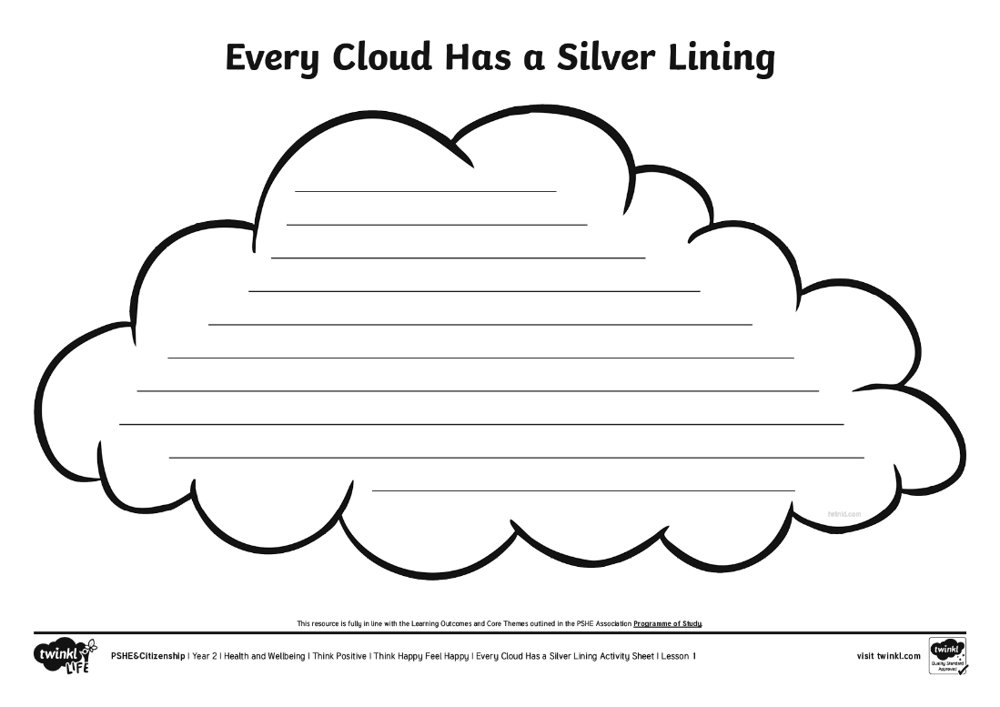 Every Cloud Has a Silver Lining
twinkl.com
This resource is fully in line with the Learning Outcomes and Core Themes outlined in the PSHE Association Programme of Study.
twinkl LIFE
PSHE&Citizenship | Year 2 | Health and Wellbeing | Think Positive | Think Happy Feel Happy | Every Cloud Has a Silver Lining Activity Sheet | Lesson 1
visit twinkl.com
twinkl
Quality Standard
Approved